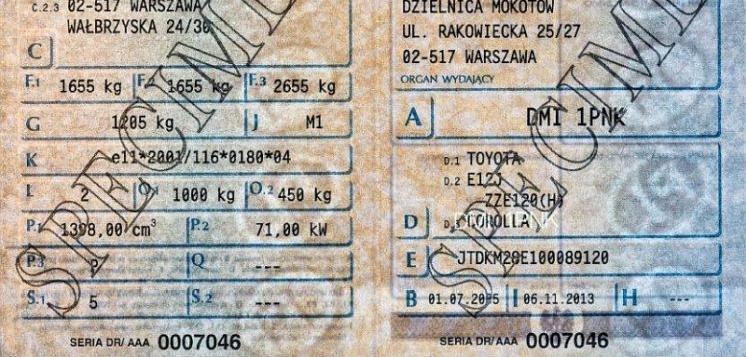 C.2.3 02-517 WARSZAWA
WAŁBRZYSKA 24/30
C
F.1 1655 kg F.2 1655 kg F.3 2655 kg
G 1205 kg J M1
K e11*2001/116*0180*04
L 2 O.1 1000 kg O.2 450 kg
P.1 1398,00 cm³ P.2 71,00 kW
P.3 P Q ---
S.1 5 S.2 ---
SERIA DR/AAA 0007046
SPECIMEN
DZIELNICA MOKOTÓW
UL. RAKOWIECKA 25/27
02-517 WARSZAWA
ORGAN WYDAJĄCY
A DMI 1PNK
D.1 TOYOTA
D.2 E12J
ZZE120(H)
D D.3 COROLLA
E JTDKM28E100089120
B 01.07.2005 I 06.11.2013 H ---
SERIA DR/AAA 0007046
SPECIMEN